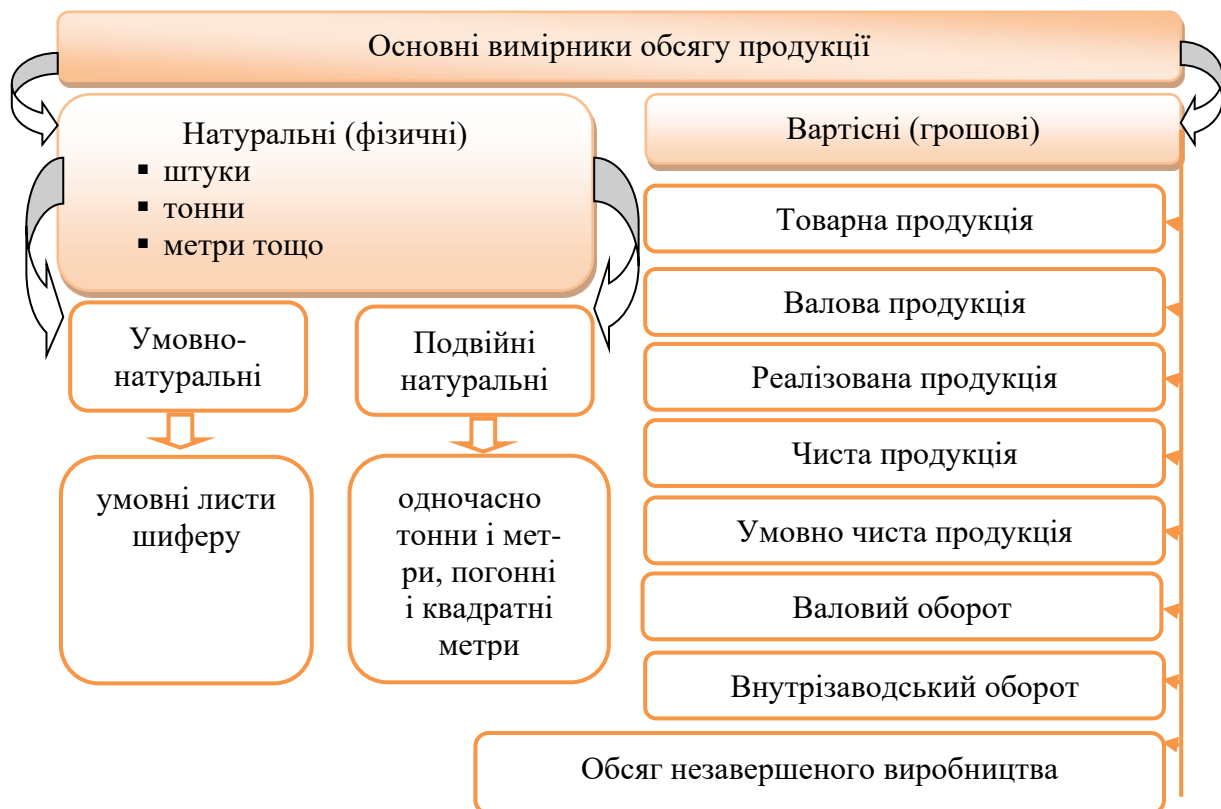 Основні вимірники обсягу продукції
Натуральні (фізичні)
▪ штуки
▪ тонни
▪ метри тощо
Умовно-
натуральні
умовні листи
шиферу
Подвійні
натуральні
одночасно
тонни і мет-
ри, погонні
і квадратні
метри
Вартісні (грошові)
Товарна продукція
Валова продукція
Реалізована продукція
Чиста продукція
Умовно чиста продукція
Валовий оборот
Внутрізаводський оборот
Обсяг незавершеного виробництва